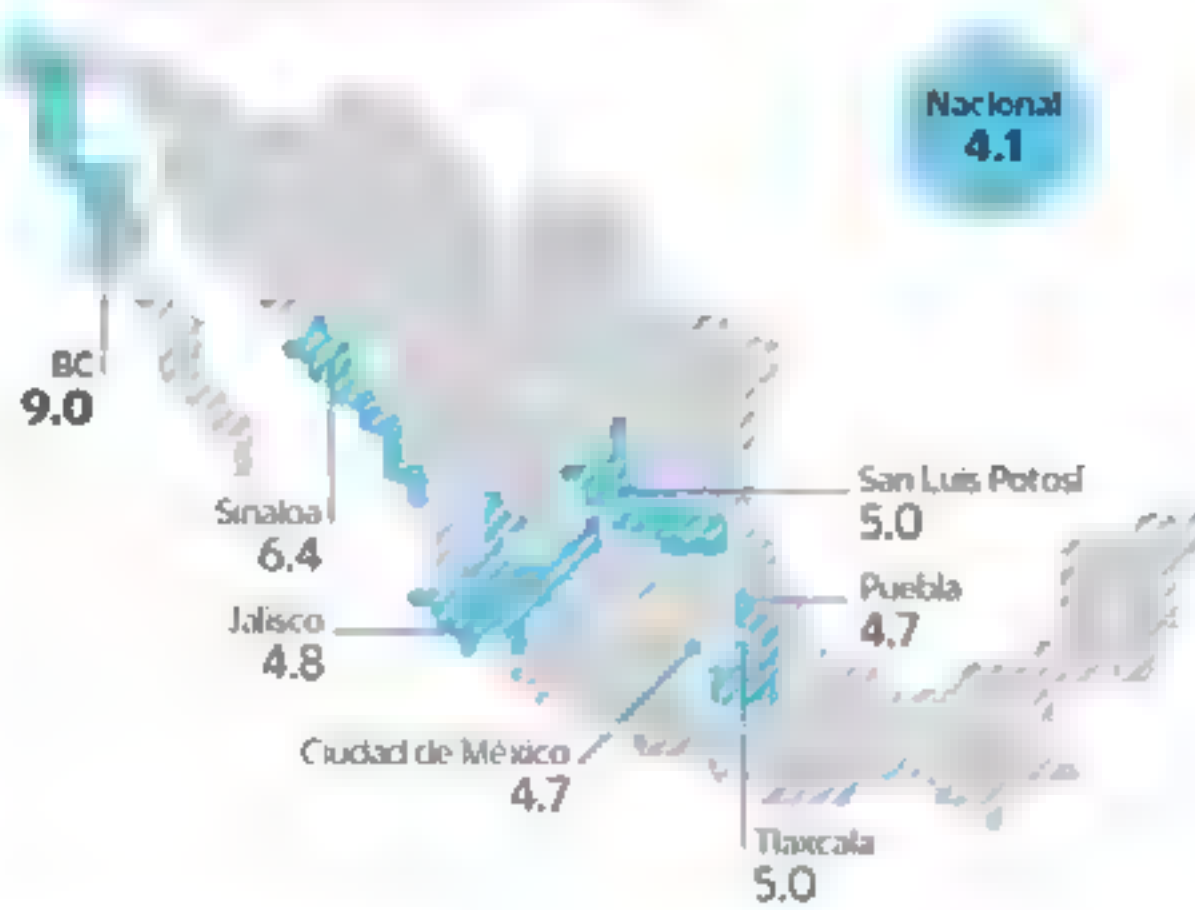 Nacional
4.1
BC
9.0
Sinaloa
6.4
San Luis Potosí
5.0
Jalisco
4.8
Puebla
4.7
Ciudad de México
4.7
Tlaxcala
5.0